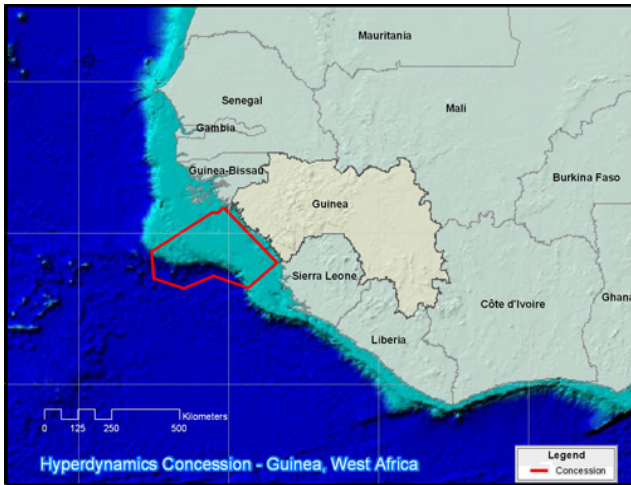 Mauritania
Senegal
Mali
Gambia
Guinea-Bissau
Burkina Faso
Guinea
Sierra Leone
Ghana
Côte d'Ivoire
Liberia
Kilometers
0 125 250 500
Hyperdynamics Concession - Guinea, West Africa
Legend
Concession